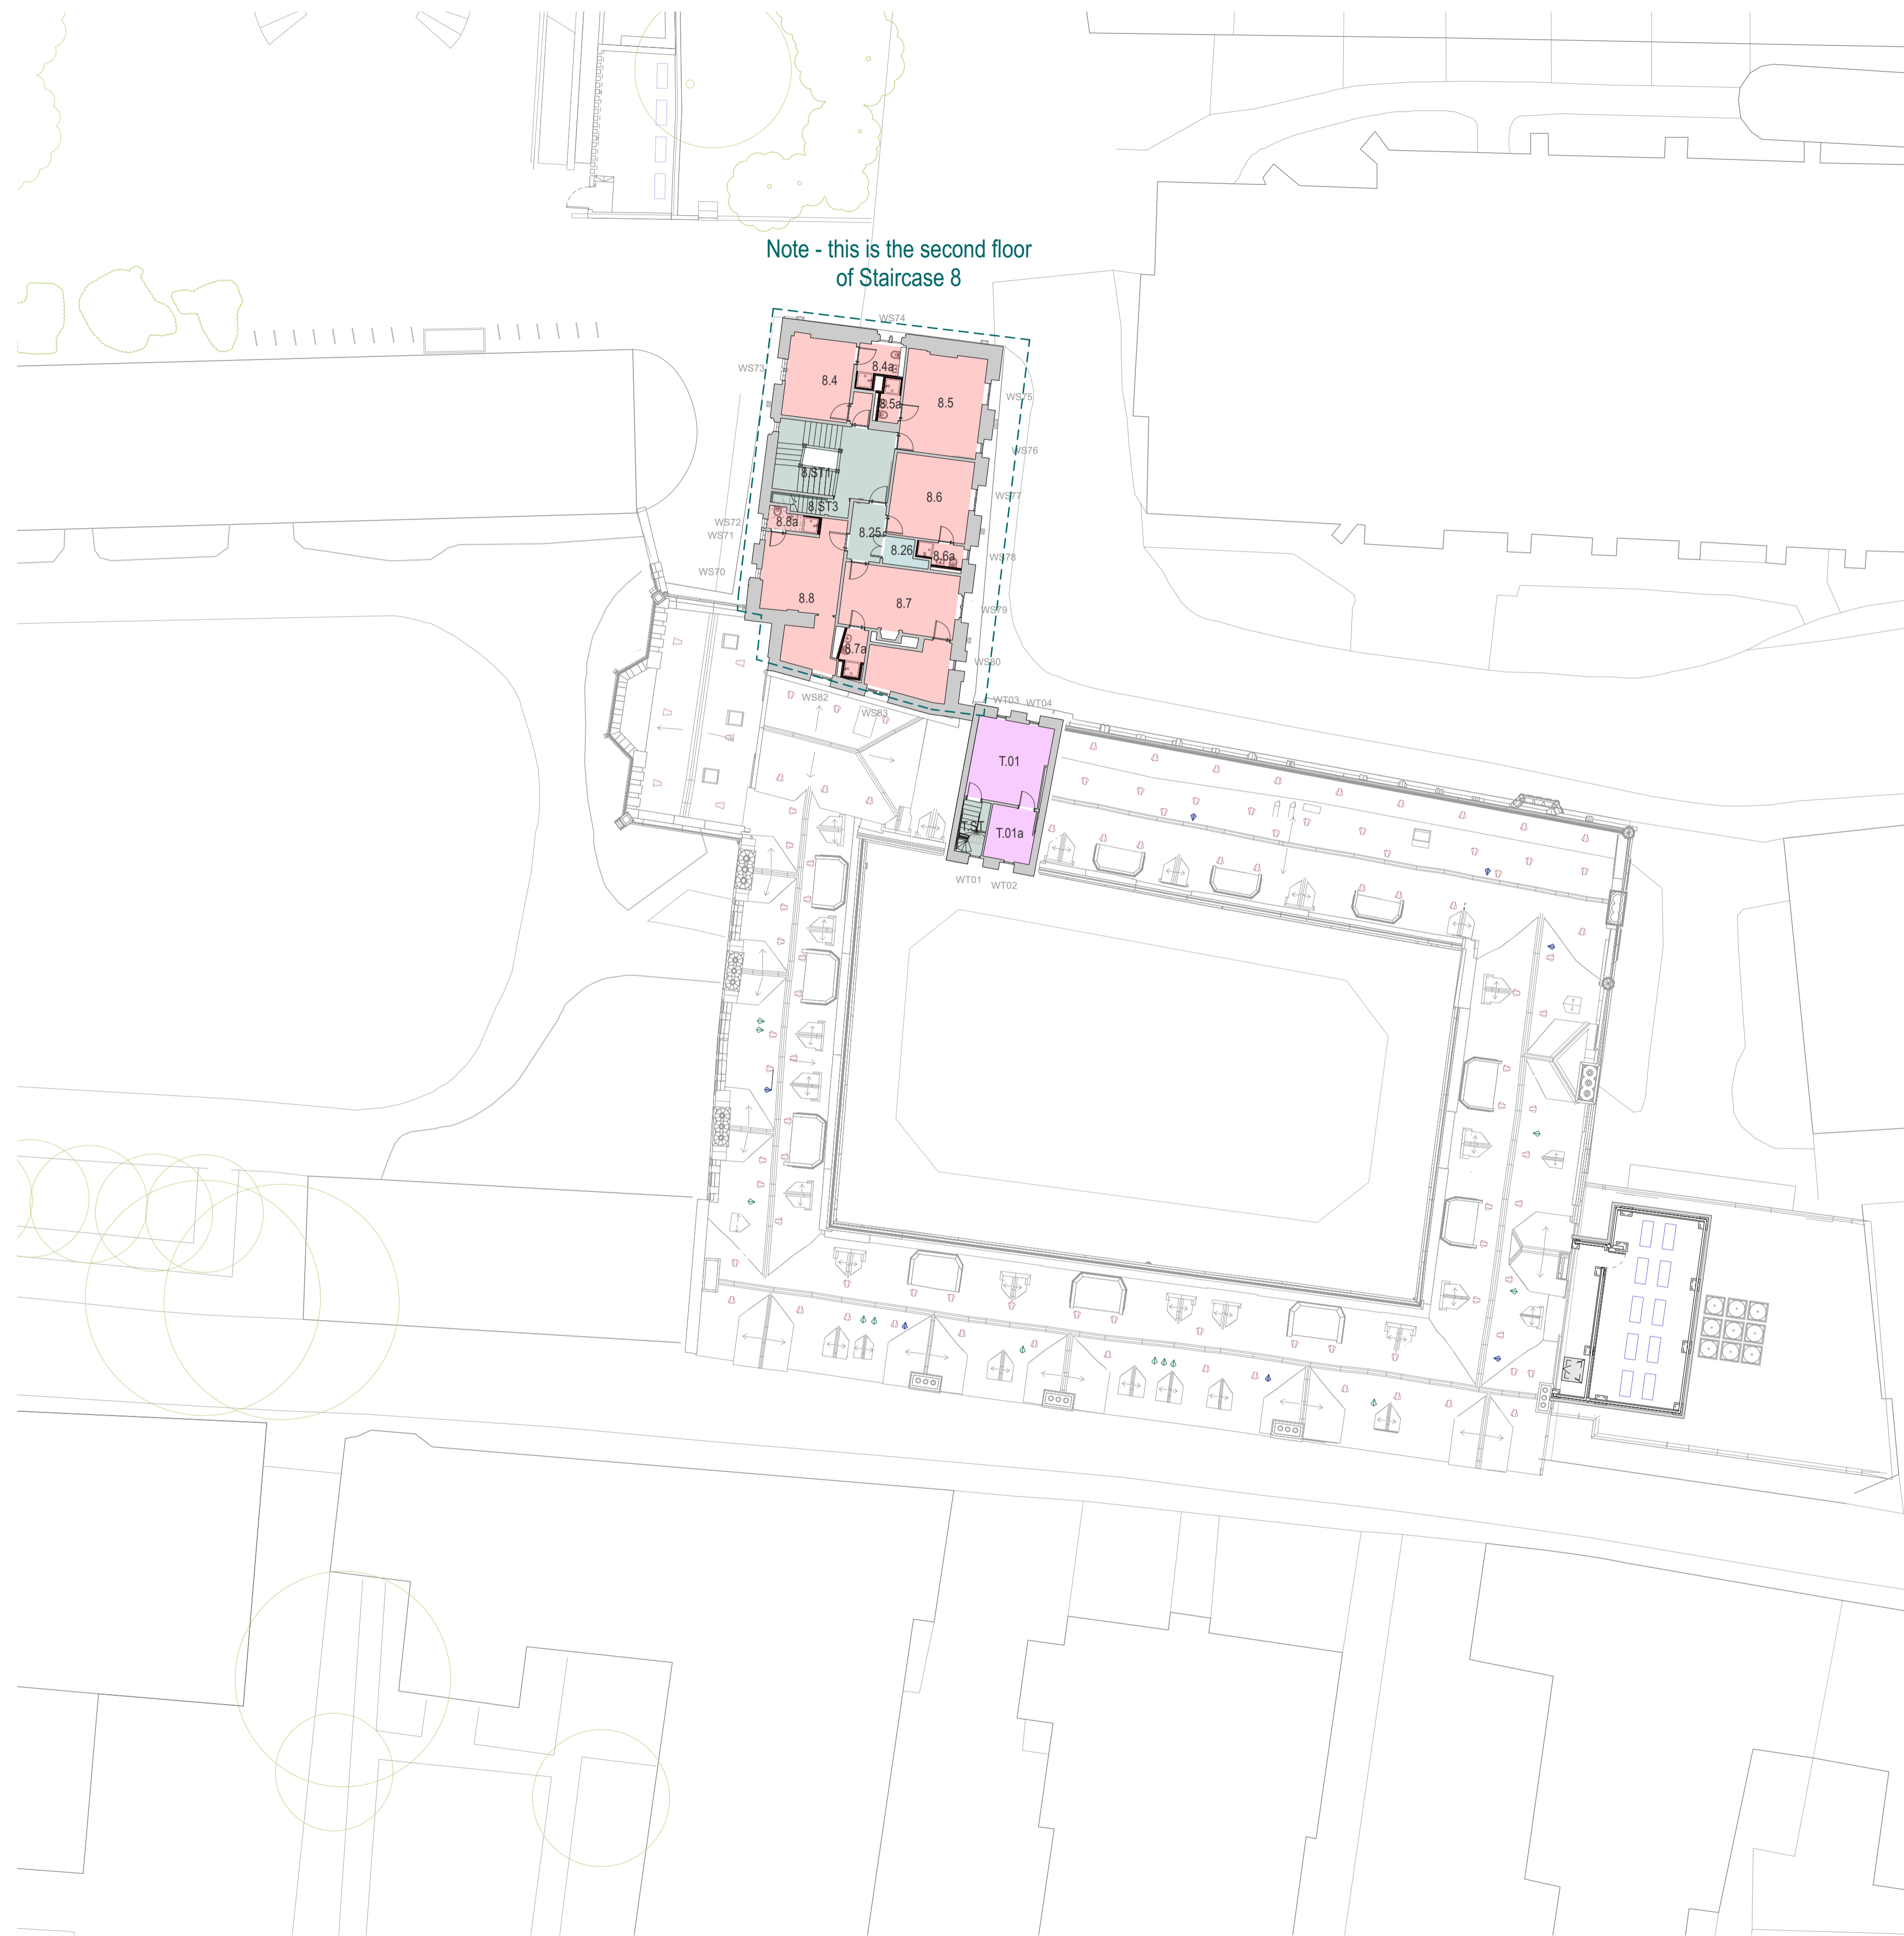 Note - this is the second floor
of Staircase 8
WS74
WS73
8.4
8.4a
8.5a
8.5
WS75
WS76
8.ST1
8.6
WS77
8.ST3
8.8a
WS72
WS71
8.25
8.26
8.6a
WS78
WS70
8.8
8.7
WS79
8.7a
WS80
WS82
WS83
WT03
WT04
T.01
T.ST
T.01a
WT01
WT02